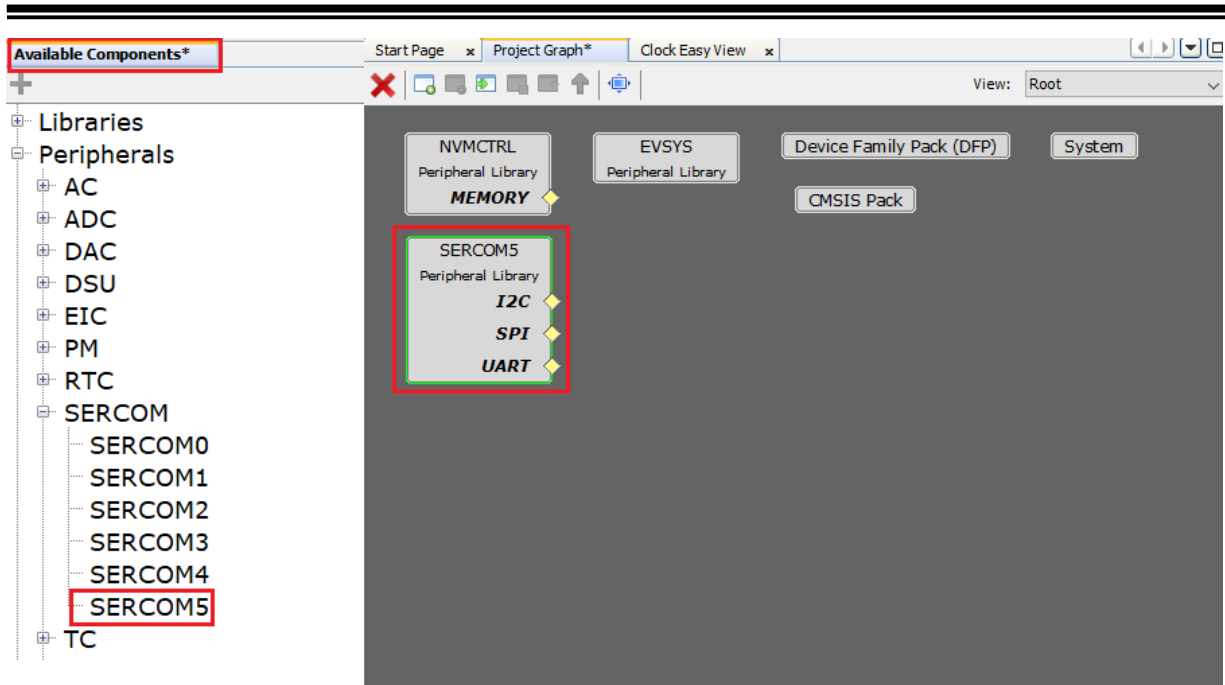 Available Components*
Start Page x Project Graph* Clock Easy View x
View: Root
Libraries
Peripherals
AC
ADC
DAC
DSU
EIC
PM
RTC
SERCOM
SERCOM0
SERCOM1
SERCOM2
SERCOM3
SERCOM4
SERCOM5
TC
NVMCTRL
Peripheral Library
MEMORY
EVSYS
Peripheral Library
Device Family Pack (DFP)
System
CMSIS Pack
SERCOM5
Peripheral Library
I2C
SPI
UART